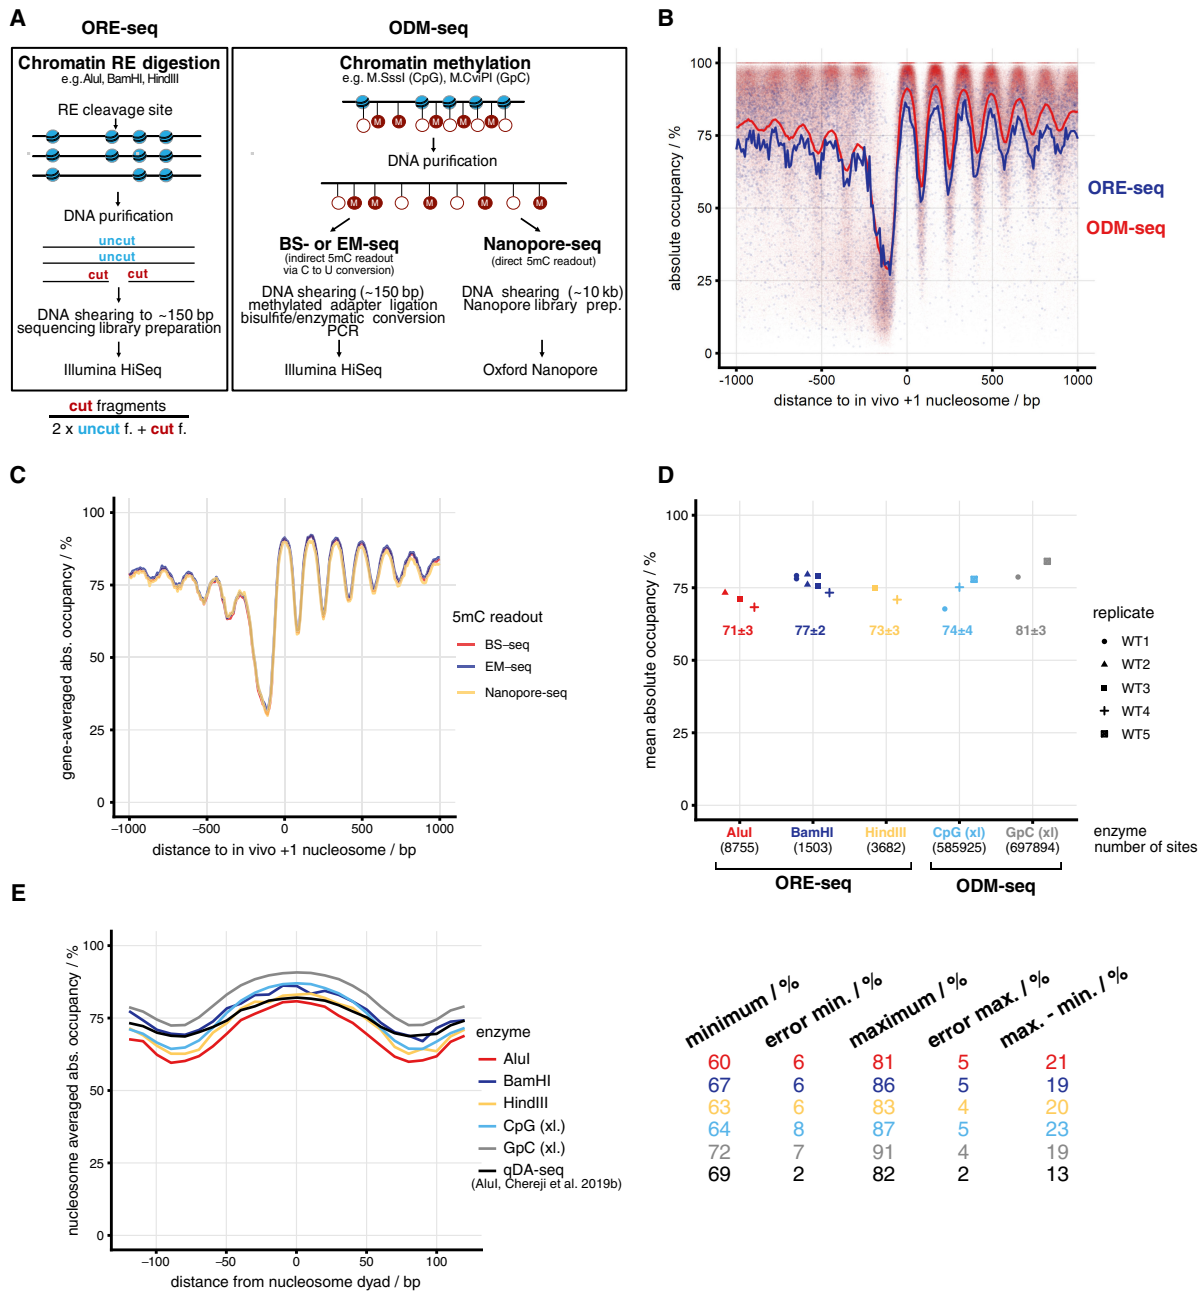 A
ORE-seq
ODM-seq
Chromatin RE digestion
e.g.AluI, BamHI, HindIII
RE cleavage site
DNA purification
uncut
uncut
cut cut
DNA shearing to ~150 bp
sequencing library preparation
Illumina HiSeq
cut fragments
2 x uncut f. + cut f.
Chromatin methylation
e.g. M.SssI (CpG), M.CviPI (GpC)
M M M M M
DNA purification
M M M M M
BS- or EM-seq
(indirect 5mC readout
via C to U conversion)
DNA shearing (~150 bp)
methylated adapter ligation
bisulfite/enzymatic conversion
PCR
Illumina HiSeq
Nanopore-seq
(direct 5mC readout)
DNA shearing (~10 kb)
Nanopore library prep.
Oxford Nanopore
B
absolute occupancy / %
100
75
50
25
0
-1000 -500 0 500 1000
distance to in vivo +1 nucleosome / bp
ORE-seq
ODM-seq
C
gene-averaged abs. occupancy / %
100
75
50
25
0
−1000 −500 0 500 1000
distance to in vivo +1 nucleosome / bp
5mC readout
BS−seq
EM−seq
Nanopore-seq
D
mean absolute occupancy / %
100
75
50
25
0
71±3 77±2 73±3 74±4 81±3
AluI BamHI HindIII CpG (xl) GpC (xl) enzyme
(8755) (1503) (3682) (585925) (697894) number of sites
ORE-seq ODM-seq
replicate
WT1
WT2
WT3
WT4
WT5
E
nucleosome averaged abs. occupancy / %
100
75
50
25
0
−100 −50 0 50 100
distance from nucleosome dyad / bp
enzyme
AluI
BamHI
HindIII
CpG (xl.)
GpC (xl.)
qDA-seq
(AluI, Chereji et al. 2019b)
minimum / % error min. / % maximum / % error max. / % max. - min. / %
60 6 81 5 21
67 6 86 5 19
63 6 83 4 20
64 8 87 5 23
72 7 91 4 19
69 2 82 2 13